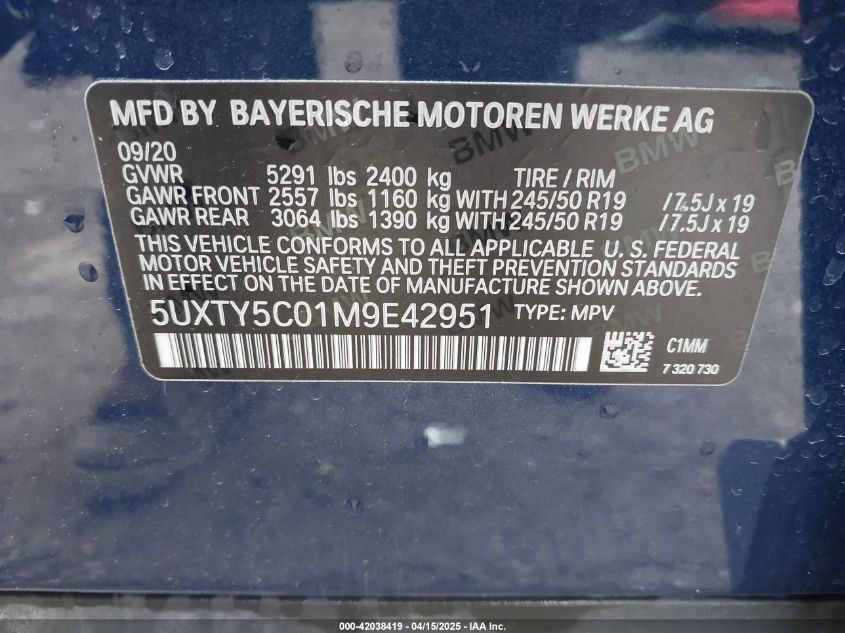 MFD BY BAYERISCHE MOTOREN WERKE AG
09/20
GVWR 5291 lbs 2400 kg TIRE / RIM
GAWR FRONT 2557 lbs 1160 kg WITH 245/50 R19 / 7.5J x 19
GAWR REAR 3064 lbs 1390 kg WITH 245/50 R19 / 7.5J x 19
THIS VEHICLE CONFORMS TO ALL APPLICABLE U. S. FEDERAL
MOTOR VEHICLE SAFETY AND THEFT PREVENTION STANDARDS
IN EFFECT ON THE DATE OF MANUFACTURE SHOWN ABOVE.
5UXTY5C01M9E42951 TYPE: MPV
C1MM
7 320 730
BMW
BMW
000-42038419 - 04/15/2025 - IAA Inc.